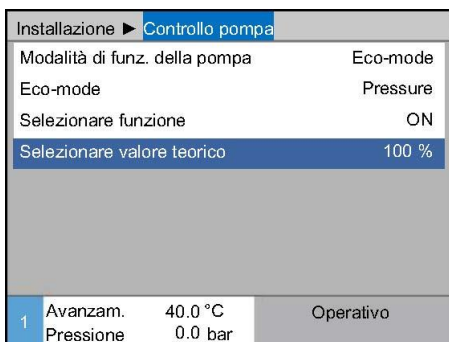 Installazione ► Controllo pompa
Modalità di funz. della pompa Eco-mode
Eco-mode Pressure
Selezionare funzione ON
Selezionare valore teorico 100 %
1 Avanzam. 40.0 °C Operativo
Pressione 0.0 bar